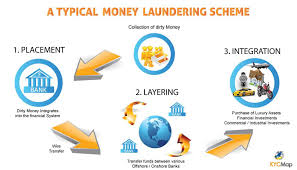 A TYPICAL MONEY LAUNDERING SCHEME
Collection of dirty Money
1. PLACEMENT
BANK
Dirty Money Integrates
into the financial System
2. LAYERING
BANK
BANK
Transfer funds between various
Offshore / Onshore Banks
Wire
Transfer
3. INTEGRATION
Purchase of Luxury Assets
Financial Investments
Commercial / Industrial Investments
KYCMap